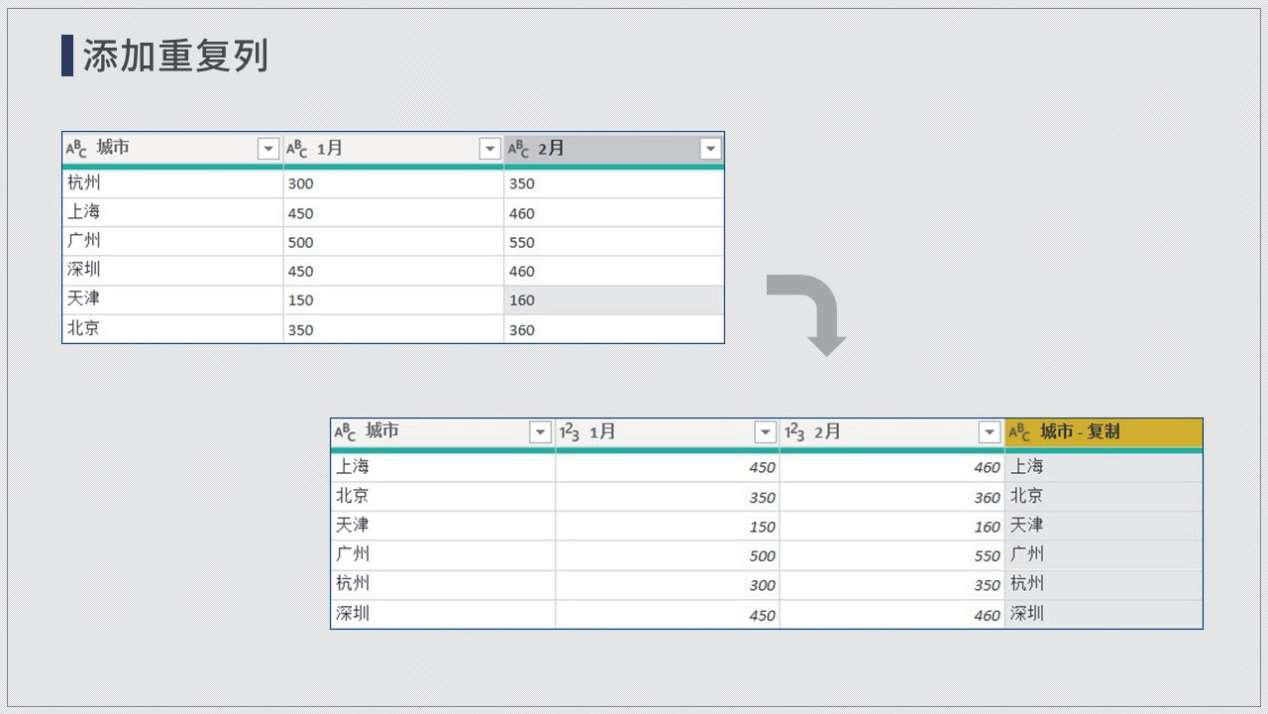 添加重复列
ABC 城市 ABC 1月 ABC 2月
杭州 300 350
上海 450 460
广州 500 550
深圳 450 460
天津 150 160
北京 350 360
ABC 城市 123 1月 123 2月 ABC 城市 - 复制
上海 450 460 上海
北京 350 360 北京
天津 150 160 天津
广州 500 550 广州
杭州 300 350 杭州
深圳 450 460 深圳